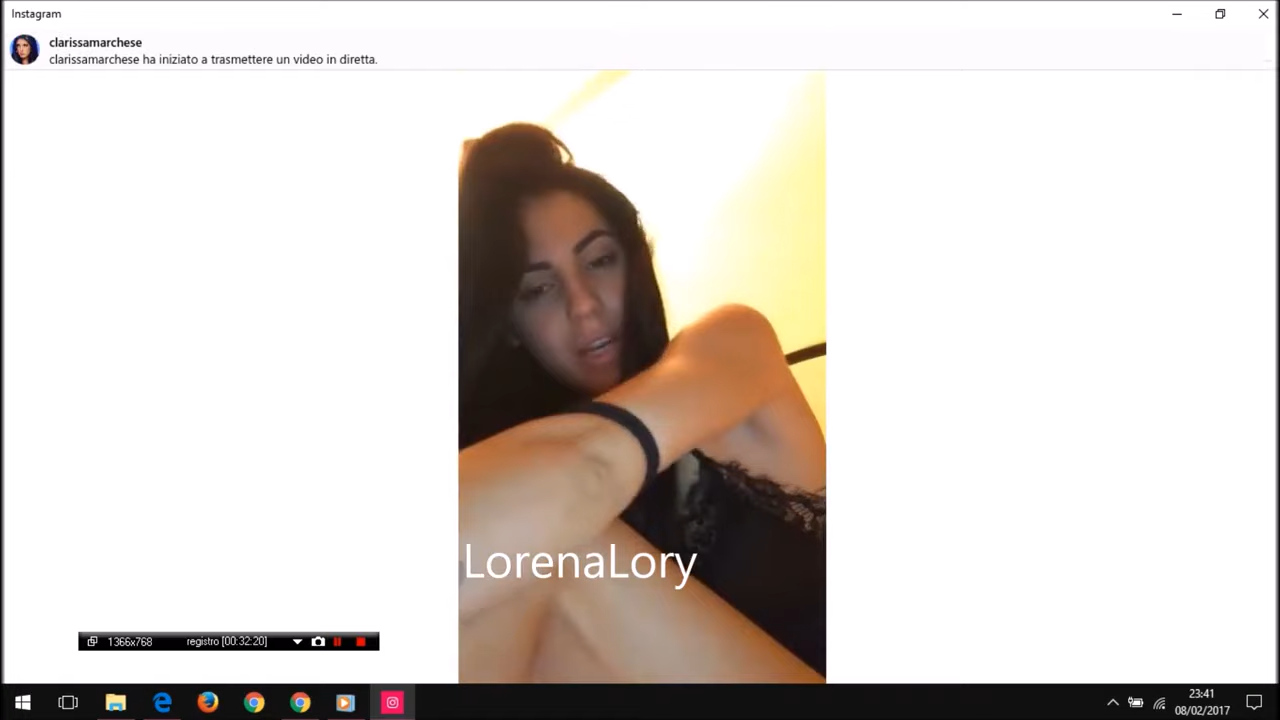 Instagram
clarissamarchese
clarissamarchese ha iniziato a trasmettere un video in diretta.
LorenaLory
1366x768 registro [00:32:20]
23:41
08/02/2017